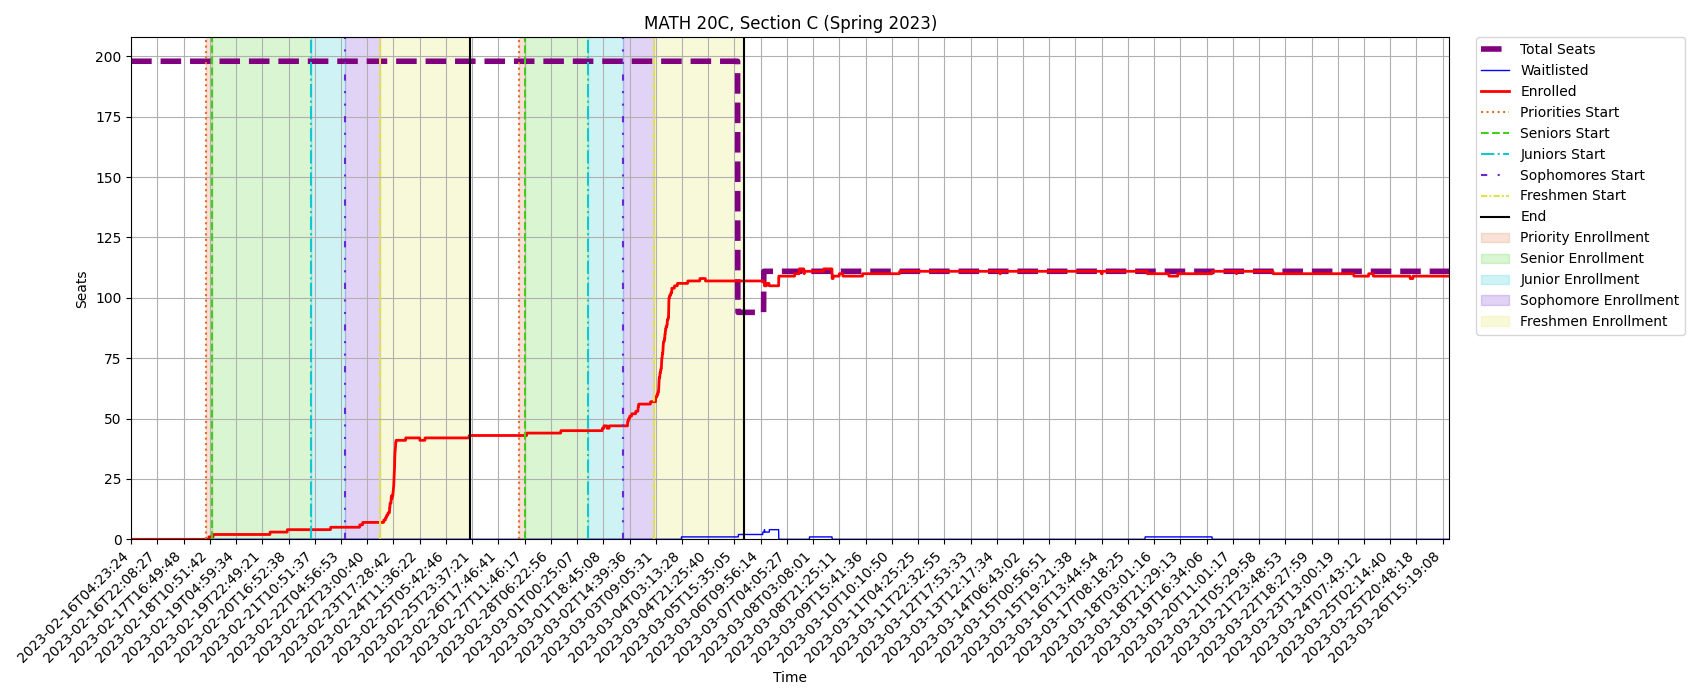 MATH 20C, Section C (Spring 2023)
Seats
200
175
150
125
100
75
50
25
0
Total Seats
Waitlisted
Enrolled
Priorities Start
Seniors Start
Juniors Start
Sophomores Start
Freshmen Start
End
Priority Enrollment
Senior Enrollment
Junior Enrollment
Sophomore Enrollment
Freshmen Enrollment
2023-02-16T04:23:24
2023-02-16T22:08:27
2023-02-17T16:49:48
2023-02-18T10:51:42
2023-02-19T04:59:34
2023-02-19T22:49:21
2023-02-20T16:52:38
2023-02-21T10:51:37
2023-02-22T04:56:53
2023-02-22T23:00:40
2023-02-23T17:28:42
2023-02-24T11:36:22
2023-02-25T05:42:46
2023-02-25T23:37:21
2023-02-26T17:46:41
2023-02-27T11:46:17
2023-02-28T06:22:56
2023-03-01T00:25:07
2023-03-01T18:45:08
2023-03-02T14:39:36
2023-03-03T09:05:31
2023-03-04T03:13:28
2023-03-04T21:25:40
2023-03-05T15:35:05
2023-03-06T09:56:14
2023-03-07T04:05:27
2023-03-08T03:08:01
2023-03-08T21:25:11
2023-03-09T15:41:36
2023-03-10T10:10:50
2023-03-11T04:25:25
2023-03-11T22:32:55
2023-03-12T17:53:33
2023-03-13T12:17:34
2023-03-14T06:43:02
2023-03-15T00:56:51
2023-03-15T19:21:38
2023-03-16T13:44:54
2023-03-17T08:18:25
2023-03-18T03:01:16
2023-03-18T21:29:13
2023-03-19T16:34:06
2023-03-20T11:01:17
2023-03-21T05:29:58
2023-03-21T23:48:53
2023-03-22T18:27:59
2023-03-23T13:00:19
2023-03-24T07:43:12
2023-03-25T02:14:40
2023-03-25T20:48:18
2023-03-26T15:19:08
Time